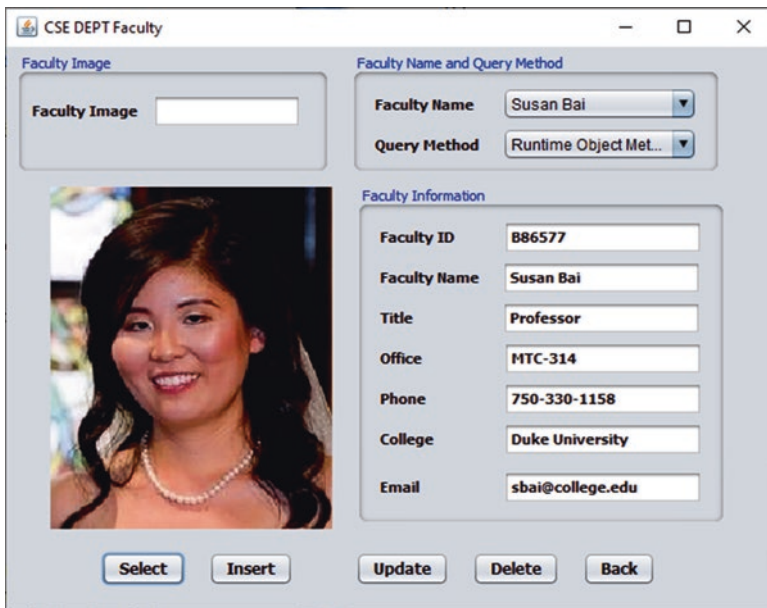 CSE DEPT Faculty
Faculty Image
Faculty Image
Faculty Name and Query Method
Faculty Name Susan Bai
Query Method Runtime Object Met...
Faculty Information
Faculty ID B86577
Faculty Name Susan Bai
Title Professor
Office MTC-314
Phone 750-330-1158
College Duke University
Email sbai@college.edu
Select Insert Update Delete Back